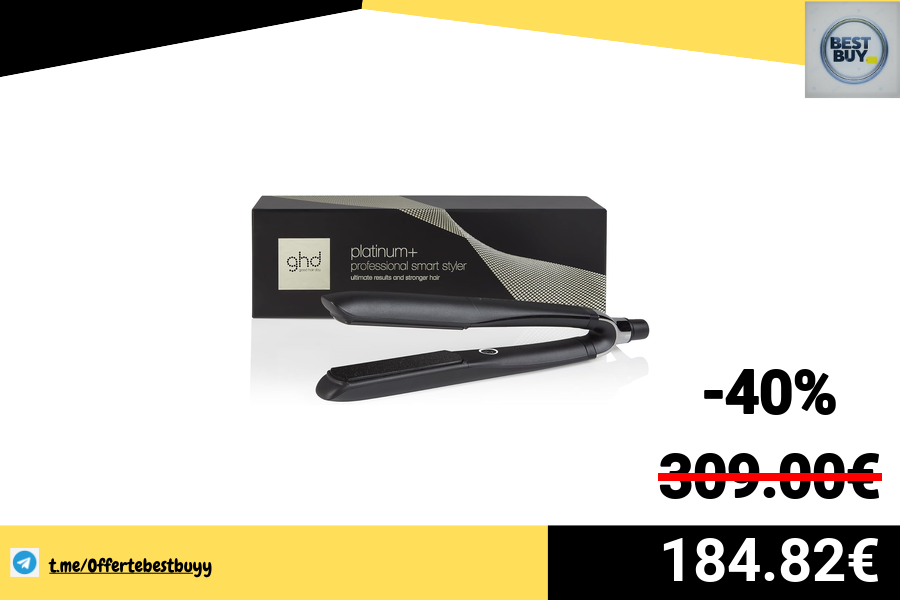 BEST
BUY
ghd
platinum+
professional smart styler
ultimate results and stronger hair
-40%
309.00€
184.82€
t.me/Offertebestbuyy